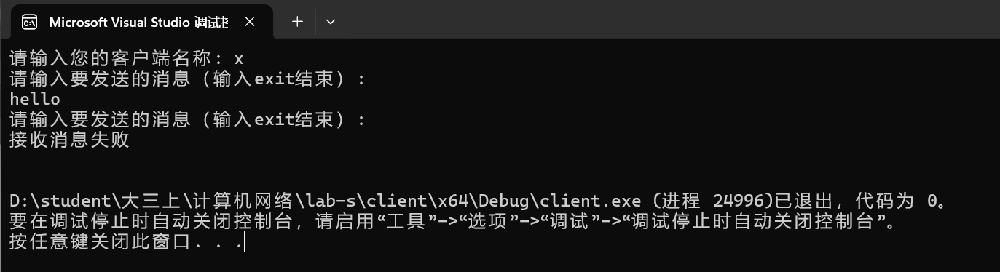 Microsoft Visual Studio 调试
请输入您的客户端名称: x
请输入要发送的消息（输入exit结束）:
hello
请输入要发送的消息（输入exit结束）:
接收消息失败
D:\student\大三上\计算机网络\lab-s\client\x64\Debug\client.exe (进程 24996)已退出，代码为 0。
要在调试停止时自动关闭控制台，请启用“工具”->“选项”->“调试”->“调试停止时自动关闭控制台”。
按任意键关闭此窗口. . .